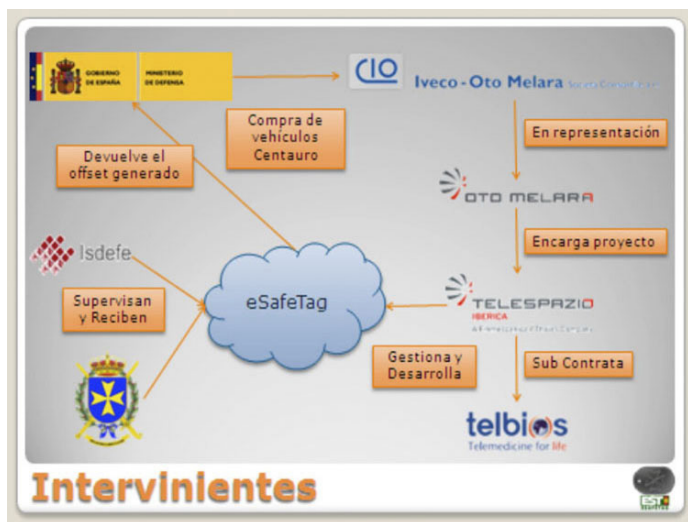 GOBIERNO DE ESPAÑA
MINISTERIO DE DEFENSA
CIO
Iveco - Oto Melara
Compra de
vehículos
Centauro
En representación
Devuelve el
offset generado
OTO MELARA
Isdefe
Encarga proyecto
eSafeTag
TELESPAZIO
IBERICA
Supervisan
y Reciben
Gestiona y
Desarrolla
Sub Contrata
telbios
Telemedicine for life
Intervinientes
EST